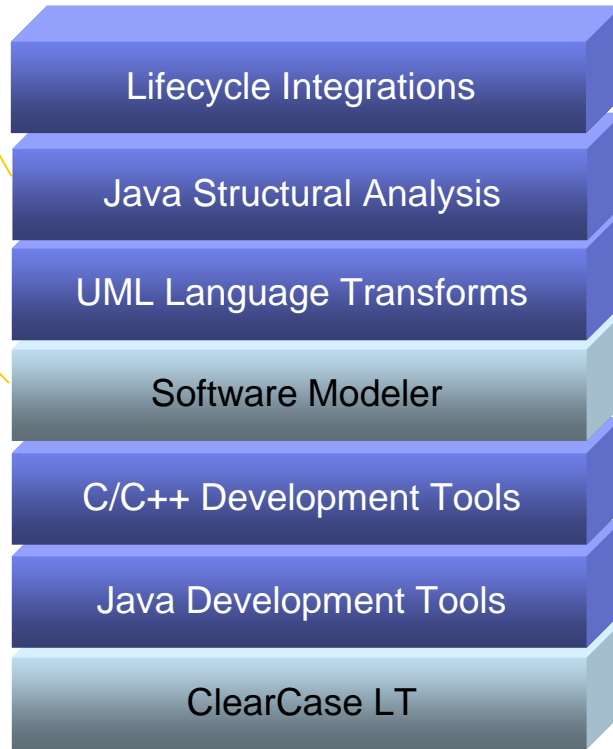 Lifecycle Integrations
Java Structural Analysis
UML Language Transforms
Software Modeler
C/C++ Development Tools
Java Development Tools
ClearCase LT